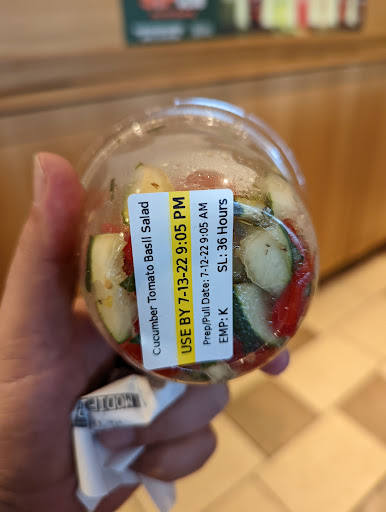 Cucumber Tomato Basil Salad
USE BY 7-13-22 9:05 PM
Prep/Pull Date: 7-12-22 9:05 AM
EMP: K SL: 36 Hours